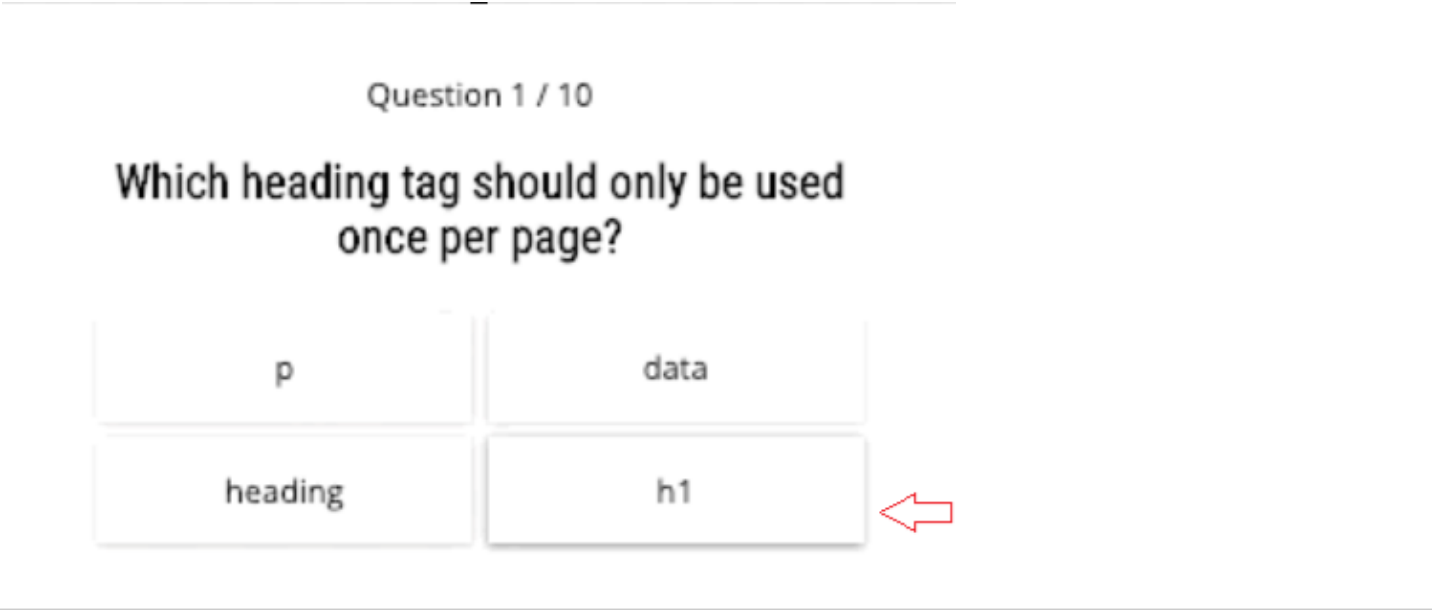 Question 1 / 10
Which heading tag should only be used
once per page?
p
data
heading
h1